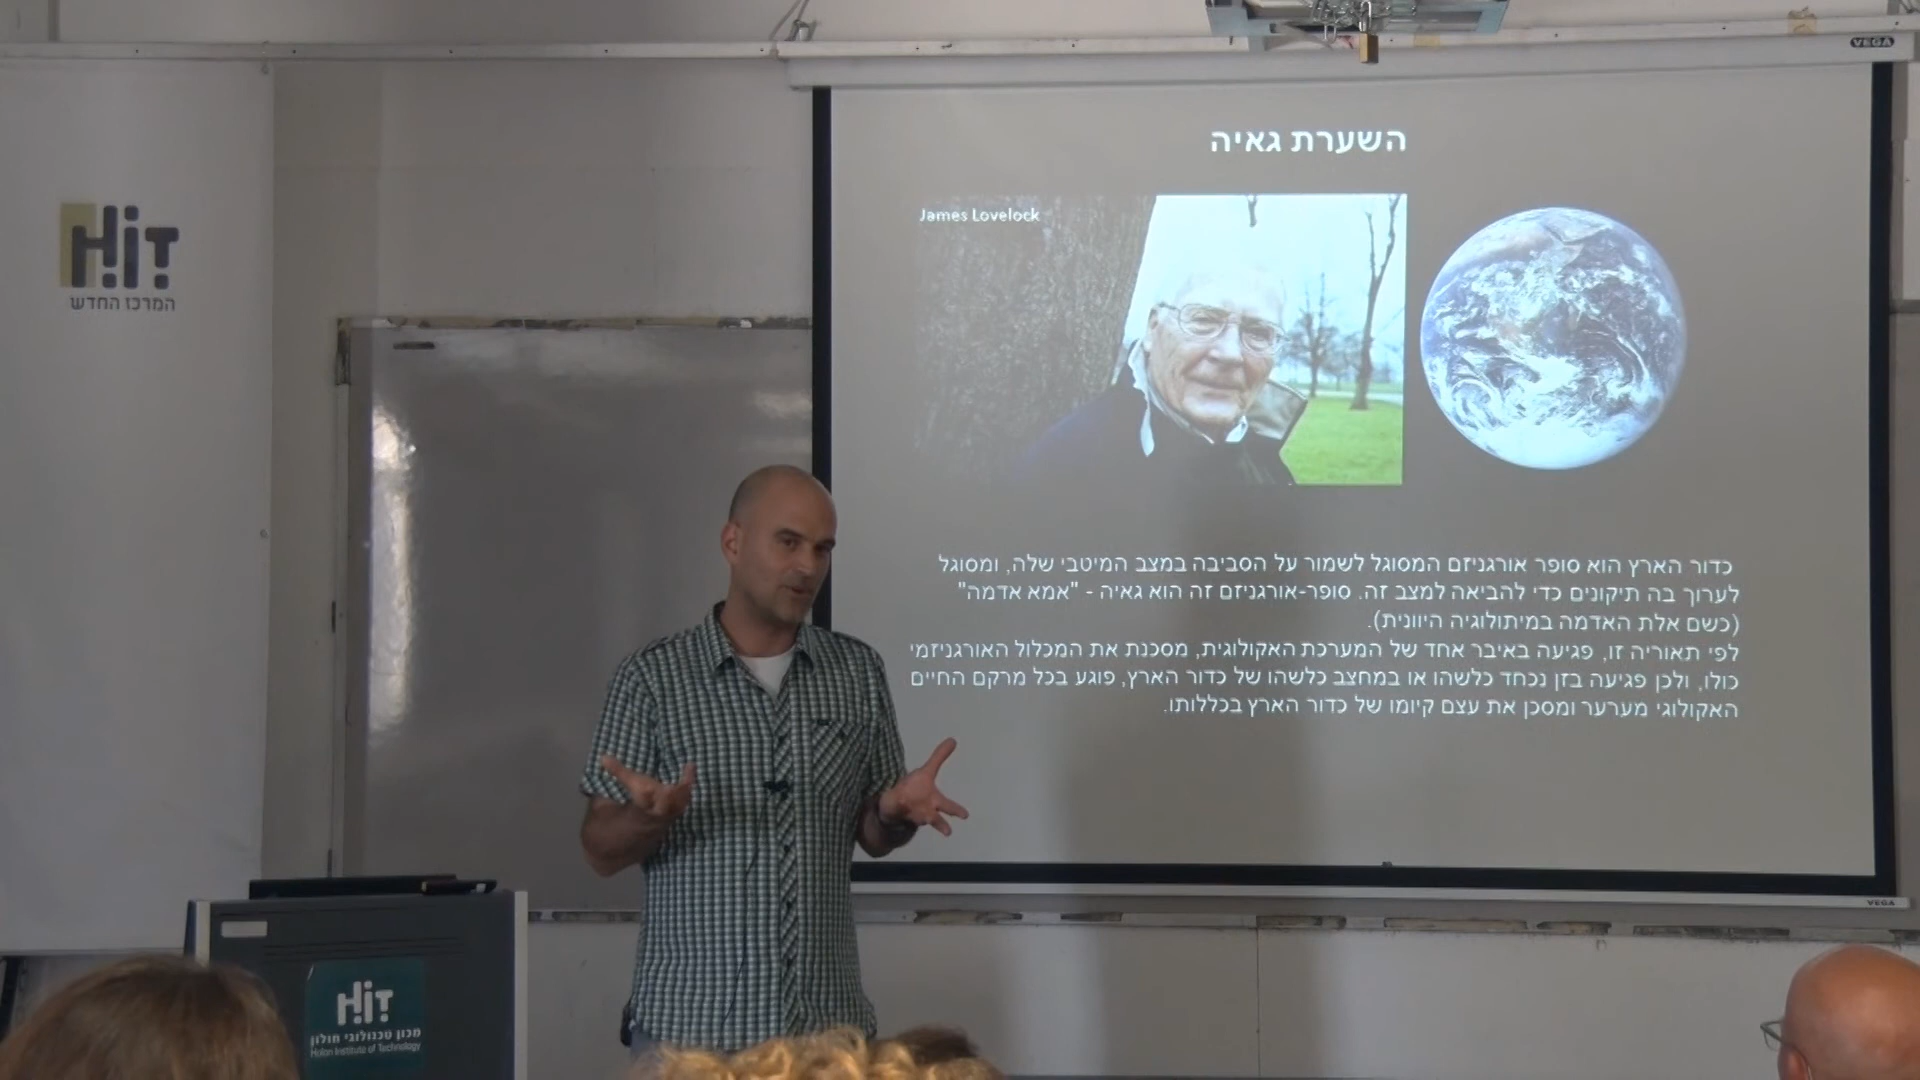 VEGA
השערת גאיה
James Lovelock
כדור הארץ הוא סופר אורגניזם המסוגל לשמור על הסביבה במצב המיטבי שלה, ומסוגל
לערוך בה תיקונים כדי להביאה למצב זה. סופר-אורגניזם זה הוא גאיה - "אמא אדמה"
(כשם אלת האדמה במיתולוגיה היוונית).
לפי תאוריה זו, פגיעה באיבר אחד של המערכת האקולוגית, מסכנת את המכלול האורגניזמי
כולו, ולכן פגיעה בזן נכחד כלשהו או במחצב כלשהו של כדור הארץ, פוגע בכל מרקם החיים
האקולוגי מערער ומסכן את עצם קיומו של כדור הארץ בכללותו.
VEGA
HiT
המרכז החדש
HiT
מכון טכנולוגי חולון
Holon Institute of Technology